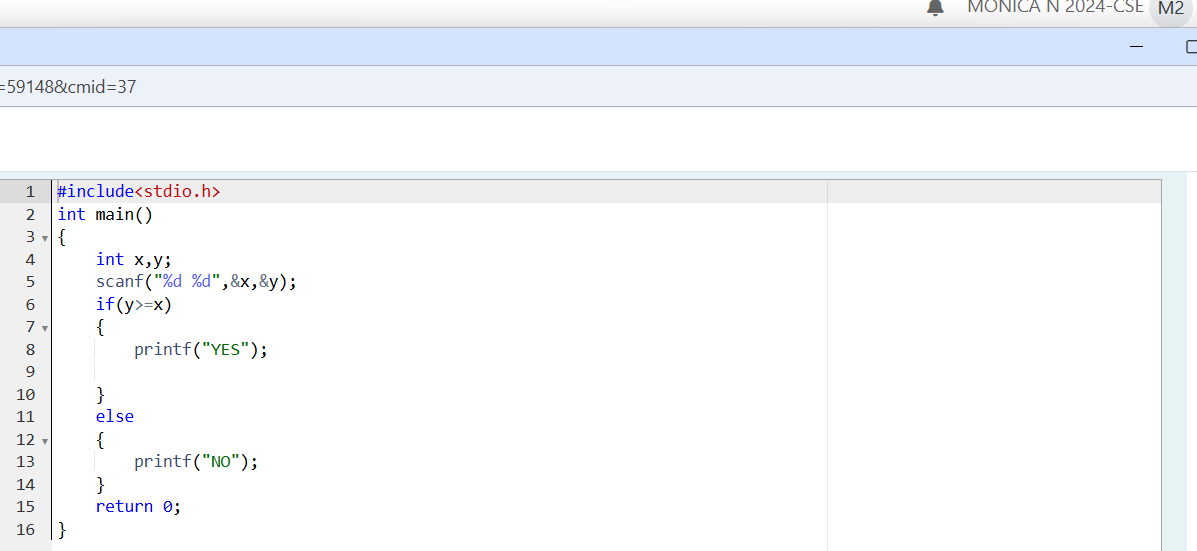 MONICA N 2024-CSE M2
=59148&cmid=37
1 #include<stdio.h>
2 int main()
3 {
4     int x,y;
5     scanf("%d %d",&x,&y);
6     if(y>=x)
7     {
8         printf("YES");
9
10     }
11     else
12     {
13         printf("NO");
14     }
15     return 0;
16 }